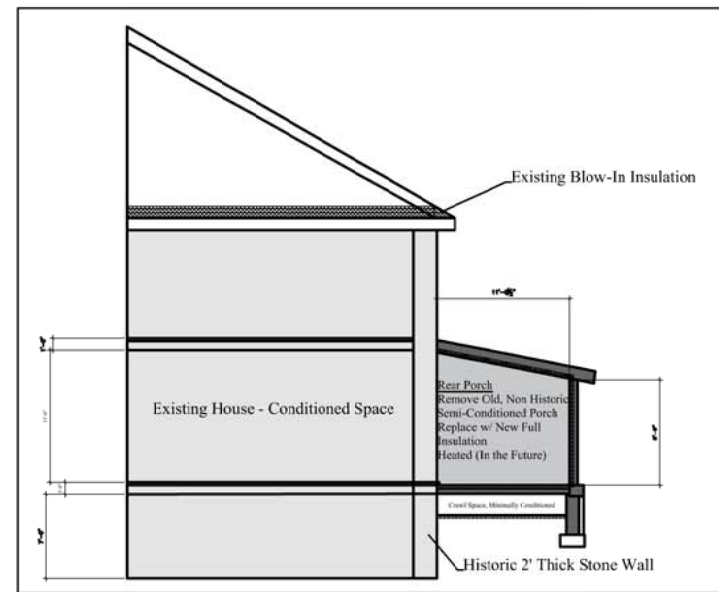 Existing Blow-In Insulation
Existing House - Conditioned Space
Rear Porch
Remove Old, Non Historic
Semi-Conditioned Porch
Replace w/ New Full
Insulation
Heated (In the Future)
Crawl Space, Minimally Conditioned
Historic 2' Thick Stone Wall